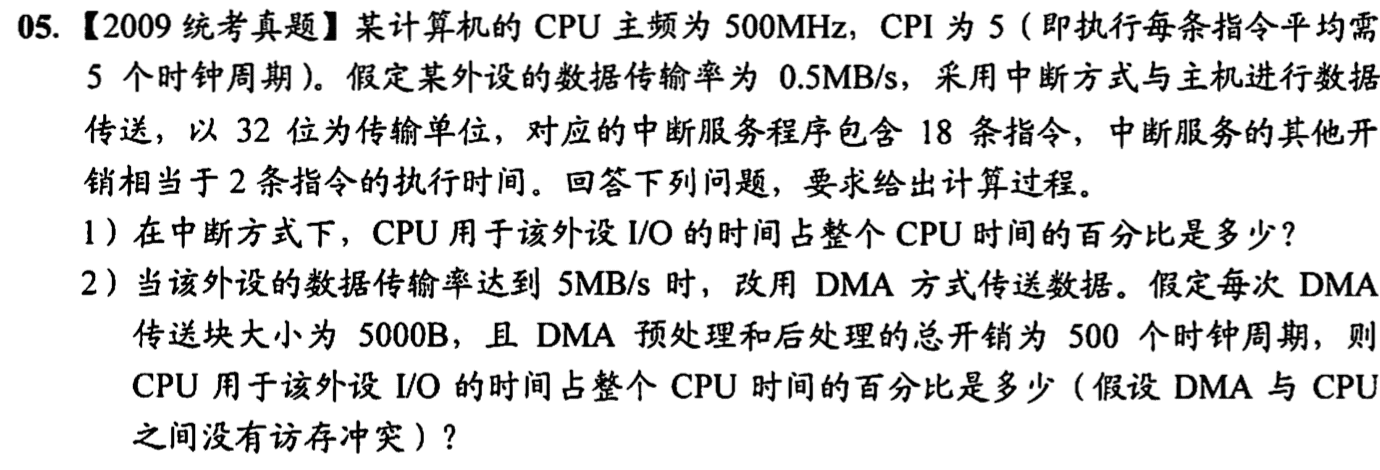 05.【2009 统考真题】某计算机的 CPU 主频为 500MHz，CPI 为 5（即执行每条指令平均需
5 个时钟周期）。假定某外设的数据传输率为 0.5MB/s，采用中断方式与主机进行数据
传送，以 32 位为传输单位，对应的中断服务程序包含 18 条指令，中断服务的其他开
销相当于 2 条指令的执行时间。回答下列问题，要求给出计算过程。
1）在中断方式下，CPU 用于该外设 I/O 的时间占整个 CPU 时间的百分比是多少？
2）当该外设的数据传输率达到 5MB/s 时，改用 DMA 方式传送数据。假定每次 DMA
传送块大小为 5000B，且 DMA 预处理和后处理的总开销为 500 个时钟周期，则
CPU 用于该外设 I/O 的时间占整个 CPU 时间的百分比是多少（假设 DMA 与 CPU
之间没有访存冲突）？